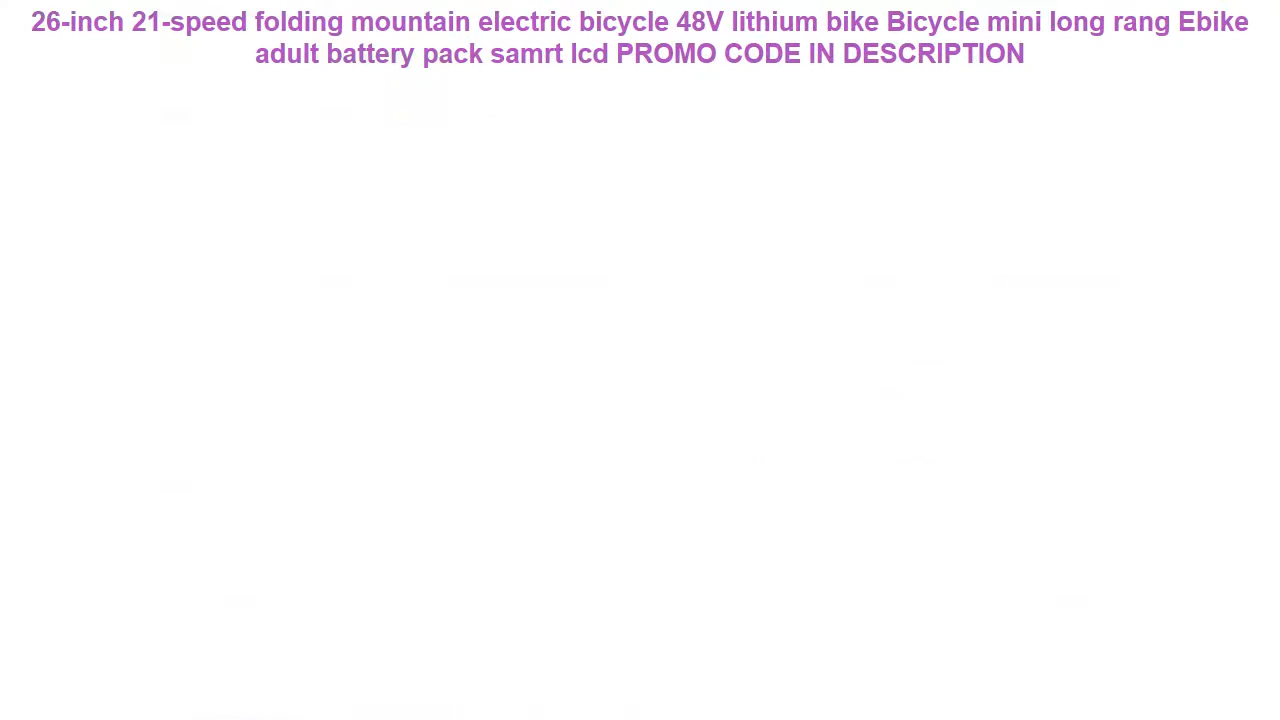 26-inch 21-speed folding mountain electric bicycle 48V lithium bike Bicycle mini long rang Ebike
adult battery pack samrt lcd PROMO CODE IN DESCRIPTION